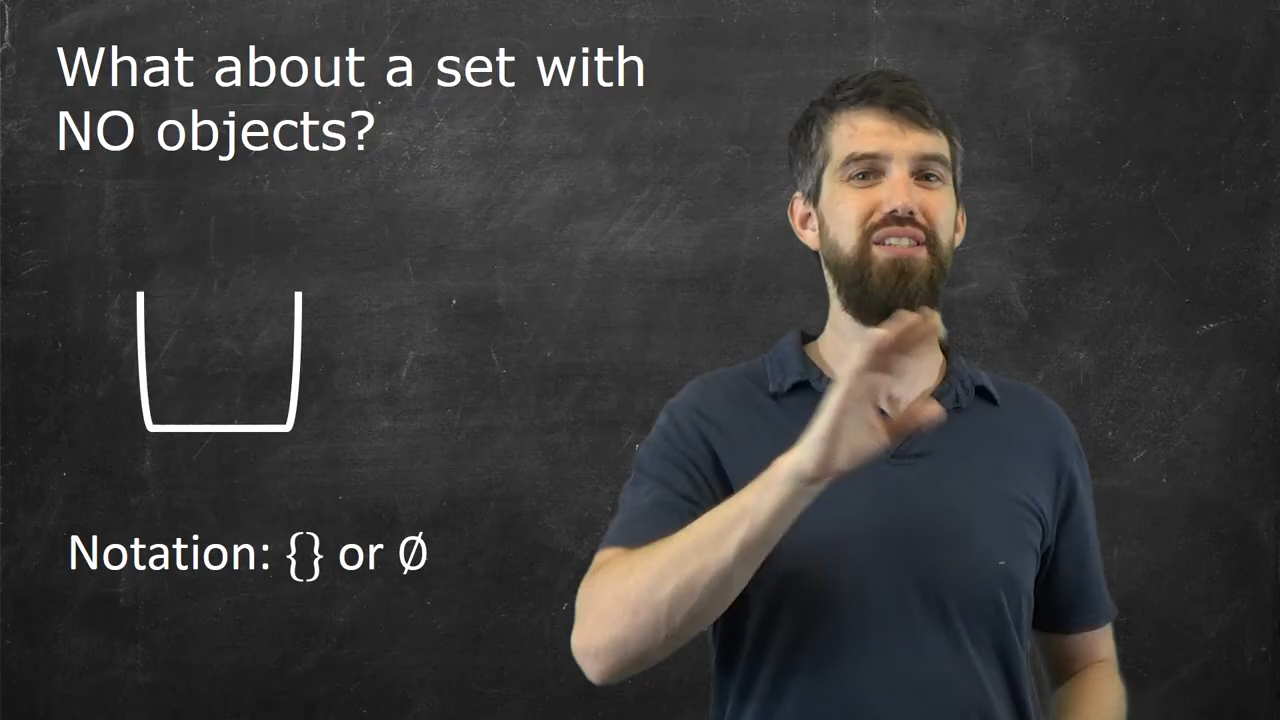 What about a set with
NO objects?
Notation: {} or ∅